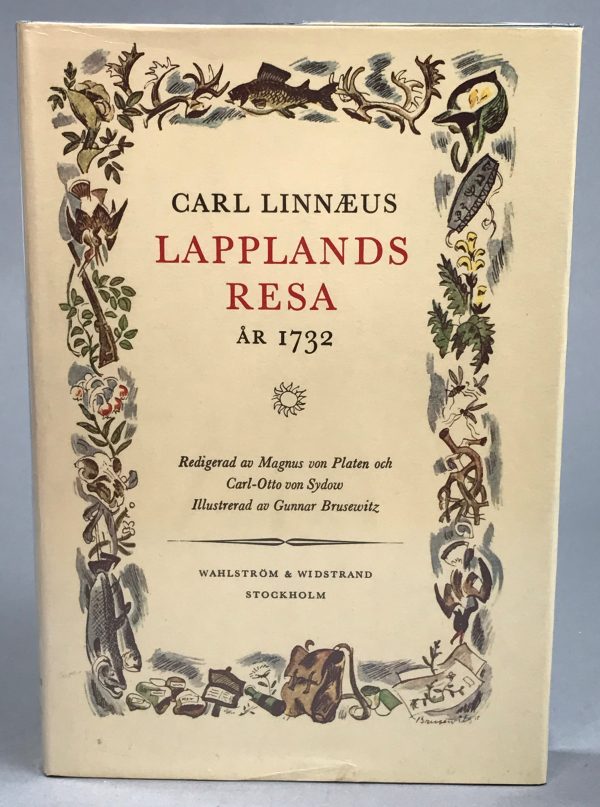 CARL LINNÆUS
LAPPLANDS
RESA
ÅR 1732
Redigerad av Magnus von Platen och
Carl-Otto von Sydow
Illustrerad av Gunnar Brusewitz
WAHLSTRÖM & WIDSTRAND
STOCKHOLM